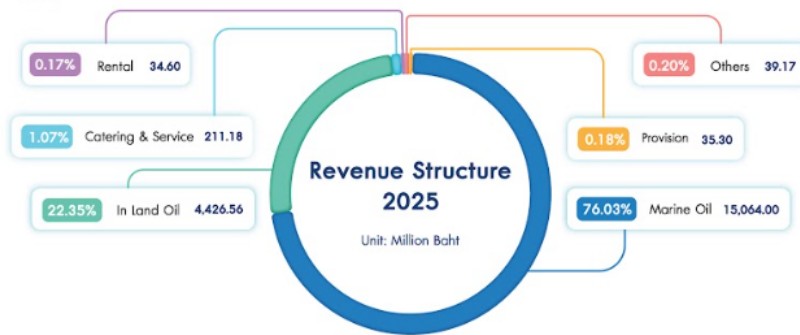 0.17% Rental 34.60
0.20% Others 39.17
1.07% Catering & Service 211.18
0.18% Provision 35.30
22.35% In Land Oil 4,426.56
76.03% Marine Oil 15,064.00
Revenue Structure
2025
Unit: Million Baht